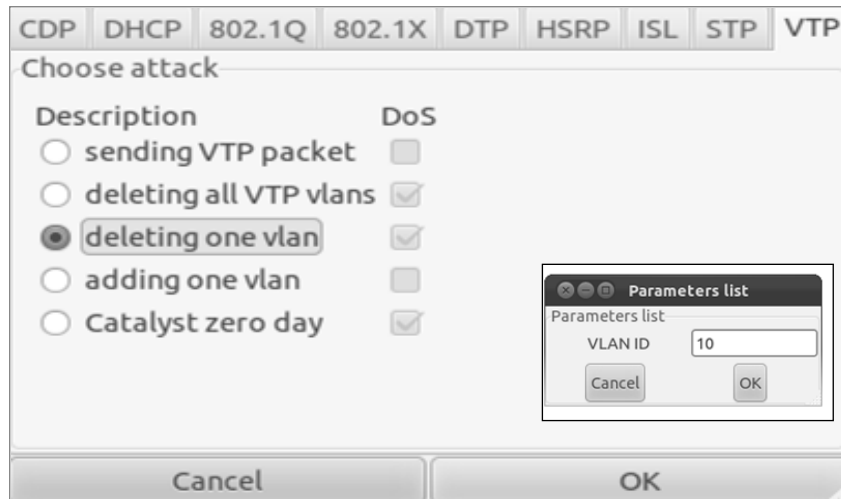 CDP DHCP 802.1Q 802.1X DTP HSRP ISL STP VTP
Choose attack
Description DoS
sending VTP packet
deleting all VTP vlans
deleting one vlan
adding one vlan
Catalyst zero day
Parameters list
Parameters list
VLAN ID 10
Cancel OK
Cancel OK